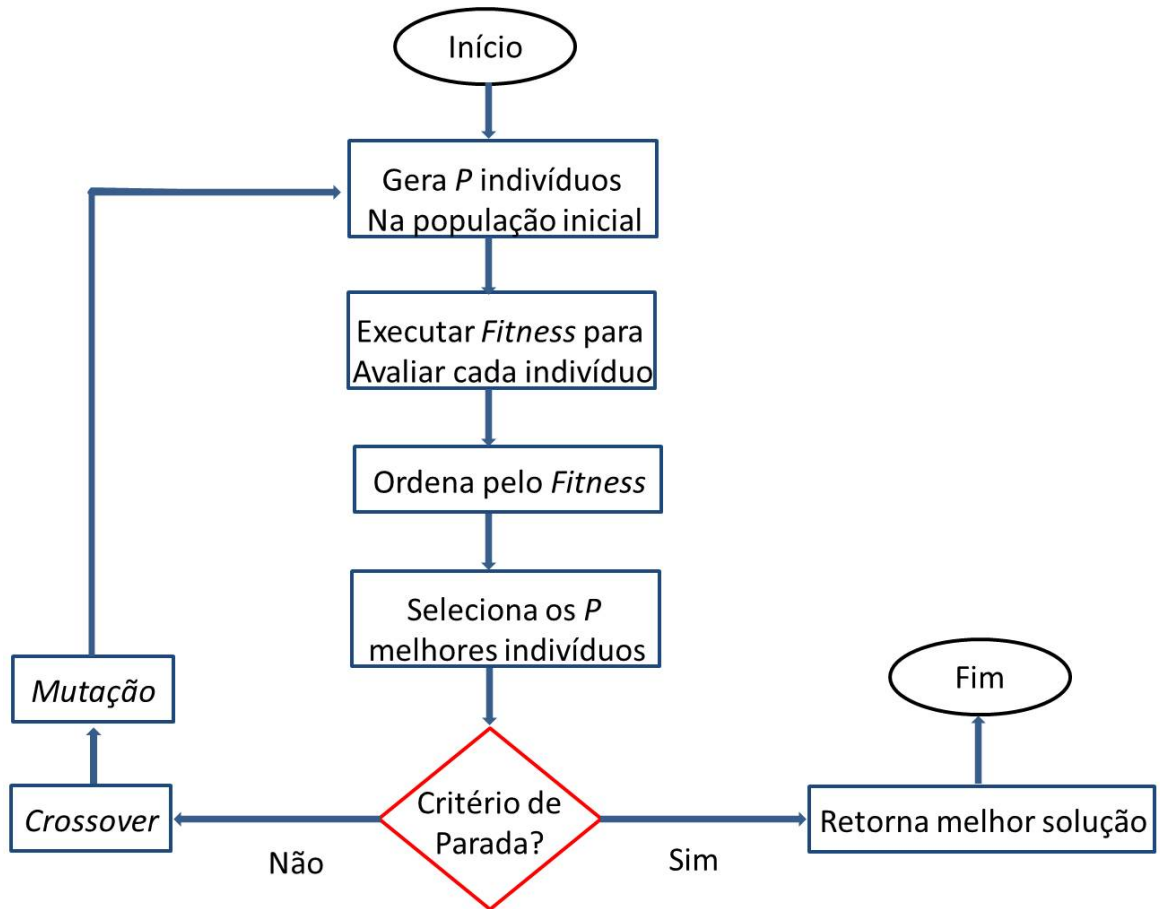 Início
Gera P indivíduos
Na população inicial
Executar Fitness para
Avaliar cada indivíduo
Ordena pelo Fitness
Seleciona os P
melhores indivíduos
Mutação
Fim
Crossover
Critério de
Parada?
Retorna melhor solução
Não
Sim